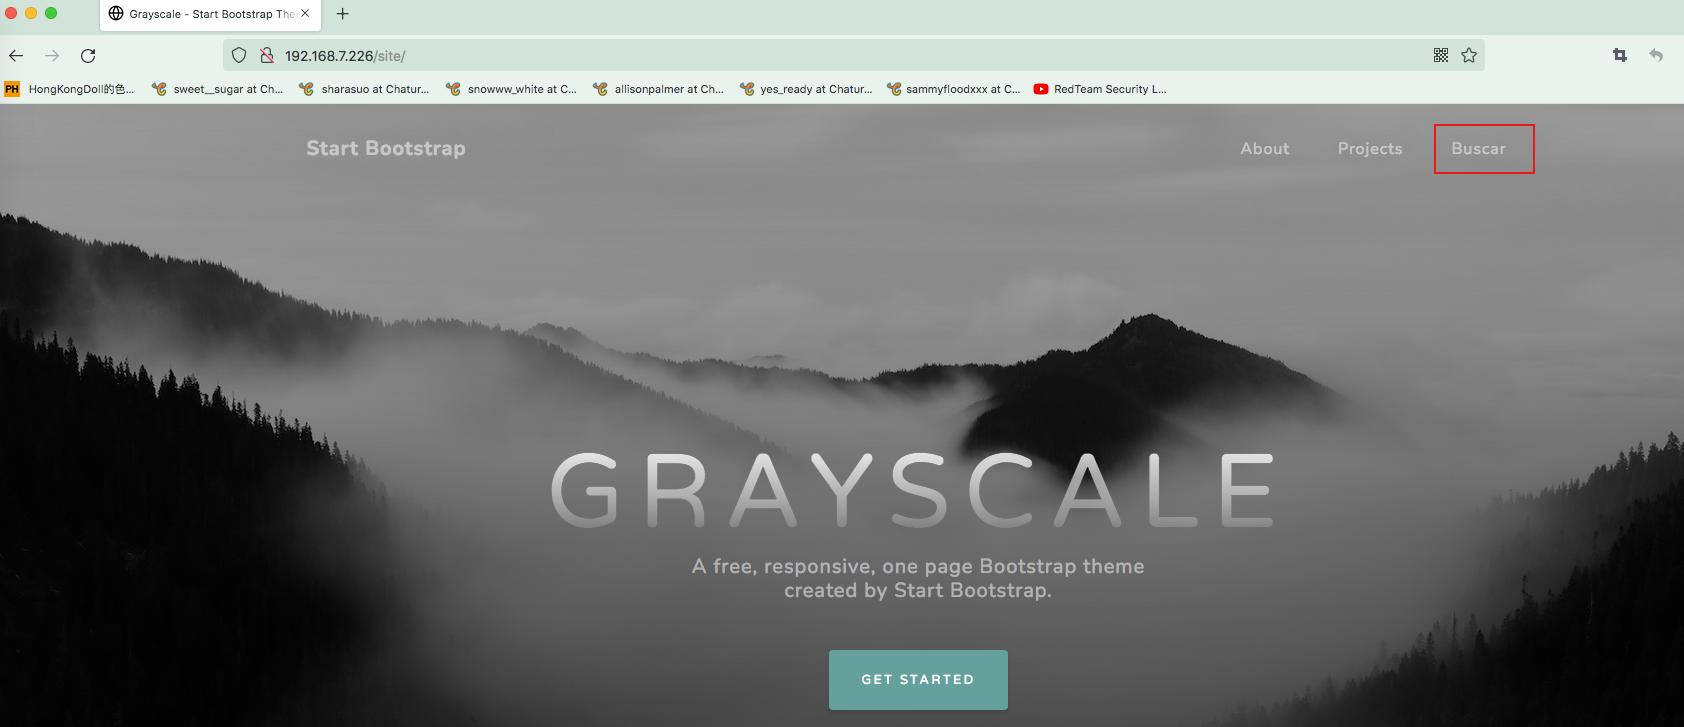 Grayscale - Start Bootstrap The
192.168.7.226/site/
PH HongKongDoll的色... sweet__sugar at Ch... sharasuo at Chatur... snowww_white at C... allisonpalmer at Ch... yes_ready at Chatur... sammyfloodxxx at C... RedTeam Security L...
Start Bootstrap About Projects Buscar
GRAYSCALE
A free, responsive, one page Bootstrap theme
created by Start Bootstrap.
GET STARTED